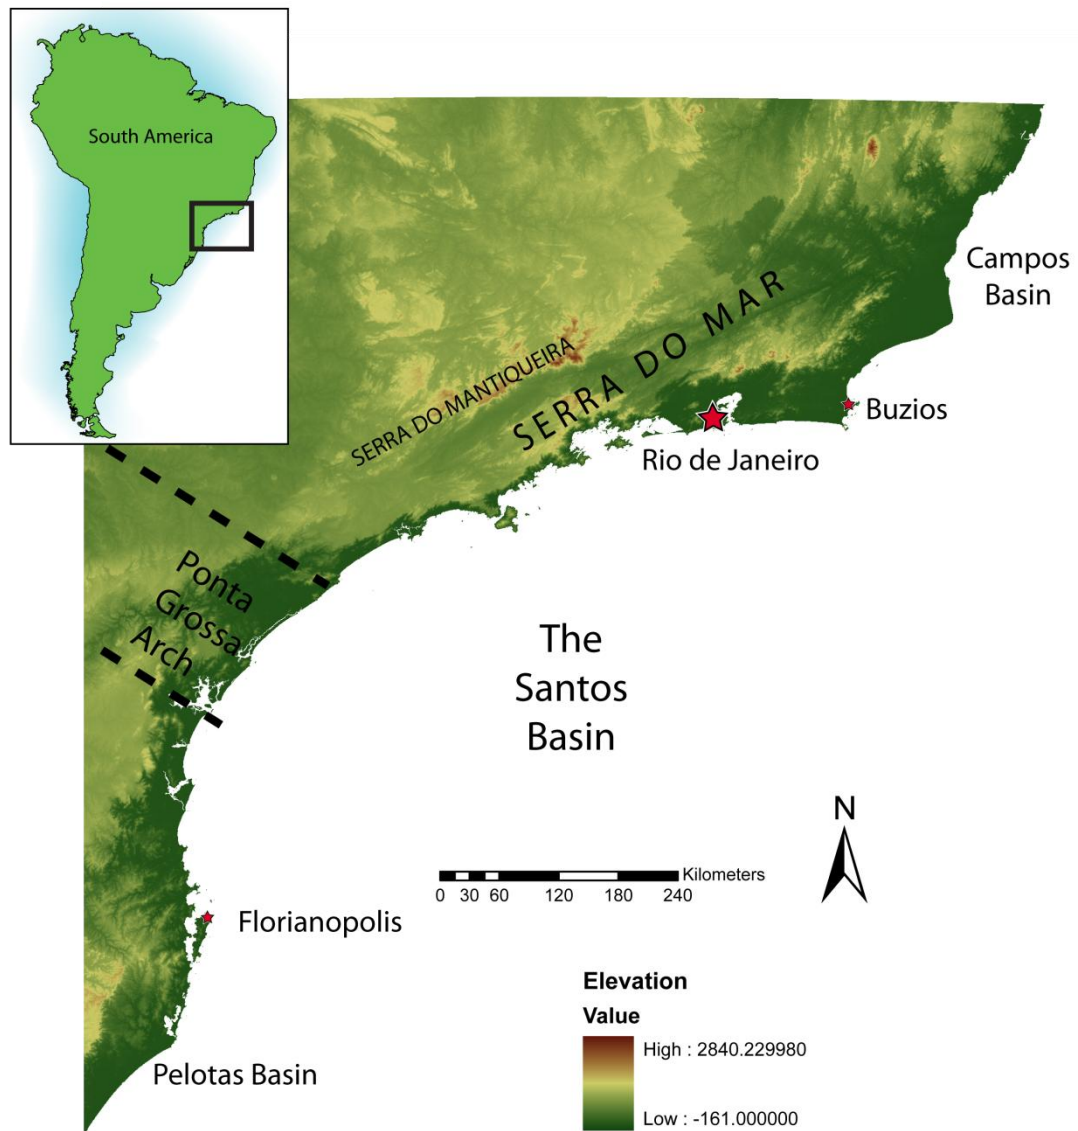 South America
Campos
Basin
SERRA DO MAR
SERRA DO MANTIQUEIRA
Buzios
Rio de Janeiro
Ponta
Grossa
Arch
The
Santos
Basin
N
Kilometers
0 30 60 120 180 240
Florianopolis
Elevation
Value
High : 2840.229980
Low : -161.000000
Pelotas Basin